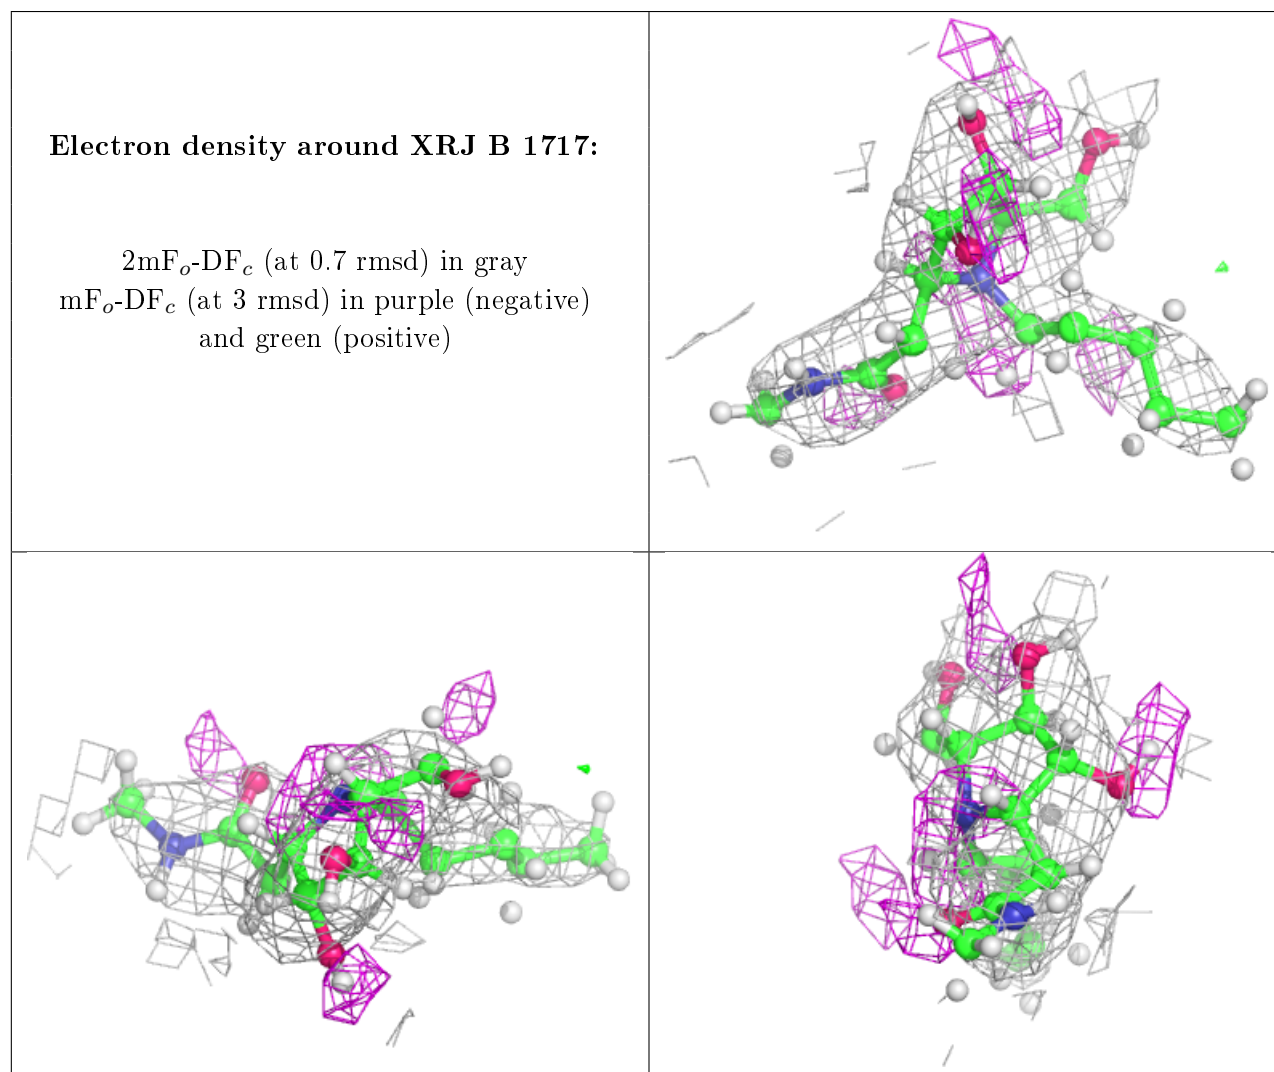 Electron density around XRJ B 1717:
2mFo-DFc (at 0.7 rmsd) in gray
mFo-DFc (at 3 rmsd) in purple (negative)
and green (positive)